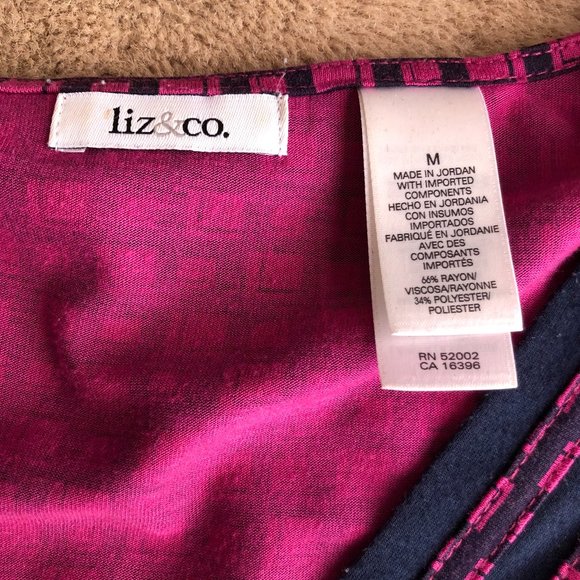 liz&co.
M
MADE IN JORDAN
WITH IMPORTED
COMPONENTS
HECHO EN JORDANIA
CON INSUMOS
IMPORTADOS
FABRIQUÉ EN JORDANIE
AVEC DES
COMPOSANTS
IMPORTÉS
66% RAYON/
VISCOSA/RAYONNE
34% POLYESTER/
POLIESTER
RN 52002
CA 16396